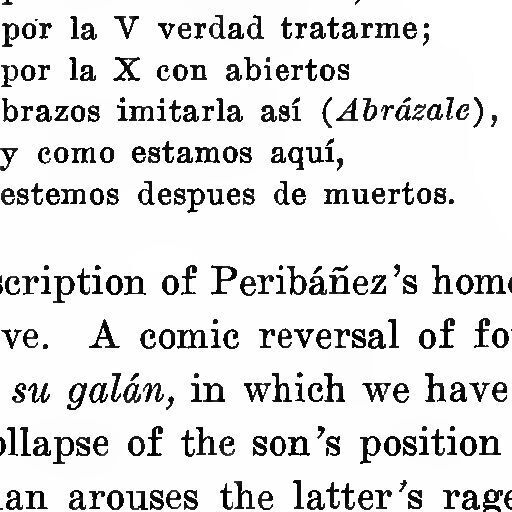 por la V verdad tratarme;
por la X con abiertos
brazos imitarla así (Abrázale),
y como estamos aquí,
estemos despues de muertos.
scription of Peribáñez's home
ve. A comic reversal of fo
su galán, in which we have
ollapse of the son's position
an arouses the latter's rage